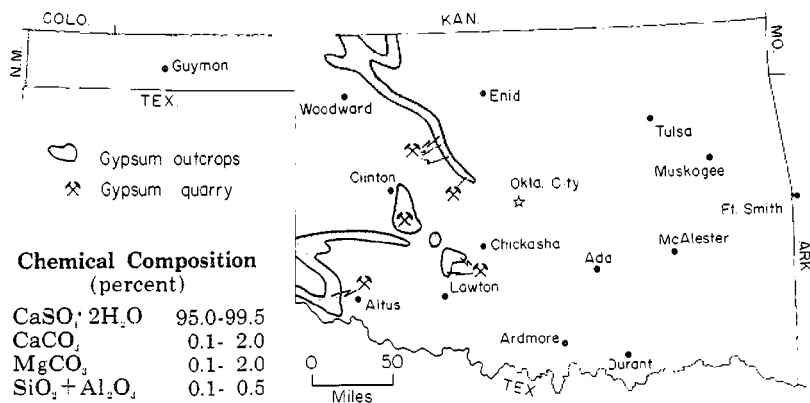 COLO.
KAN.
N.M.
MO.
Guymon
TEX.
Woodward
Enid
Tulsa
Muskogee
Gypsum outcrops
Gypsum quarry
Clinton
Okla. City
Ft. Smith
Chickasha
Ada
McAlester
ARK
Altus
Lawton
Ardmore
Durant
TEX
0 50
Miles
Chemical Composition
(percent)
CaSO₄·2H₂O 95.0-99.5
CaCO₃ 0.1- 2.0
MgCO₃ 0.1- 2.0
SiO₂+Al₂O₃ 0.1- 0.5